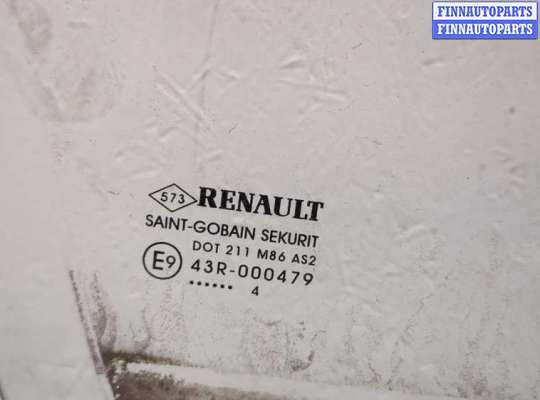 FINNAUTOPARTS
FINNAUTOPARTS
573 RENAULT
SAINT-GOBAIN SEKURIT
DOT 211 M86 AS2
E9 43R-000479
...... 4